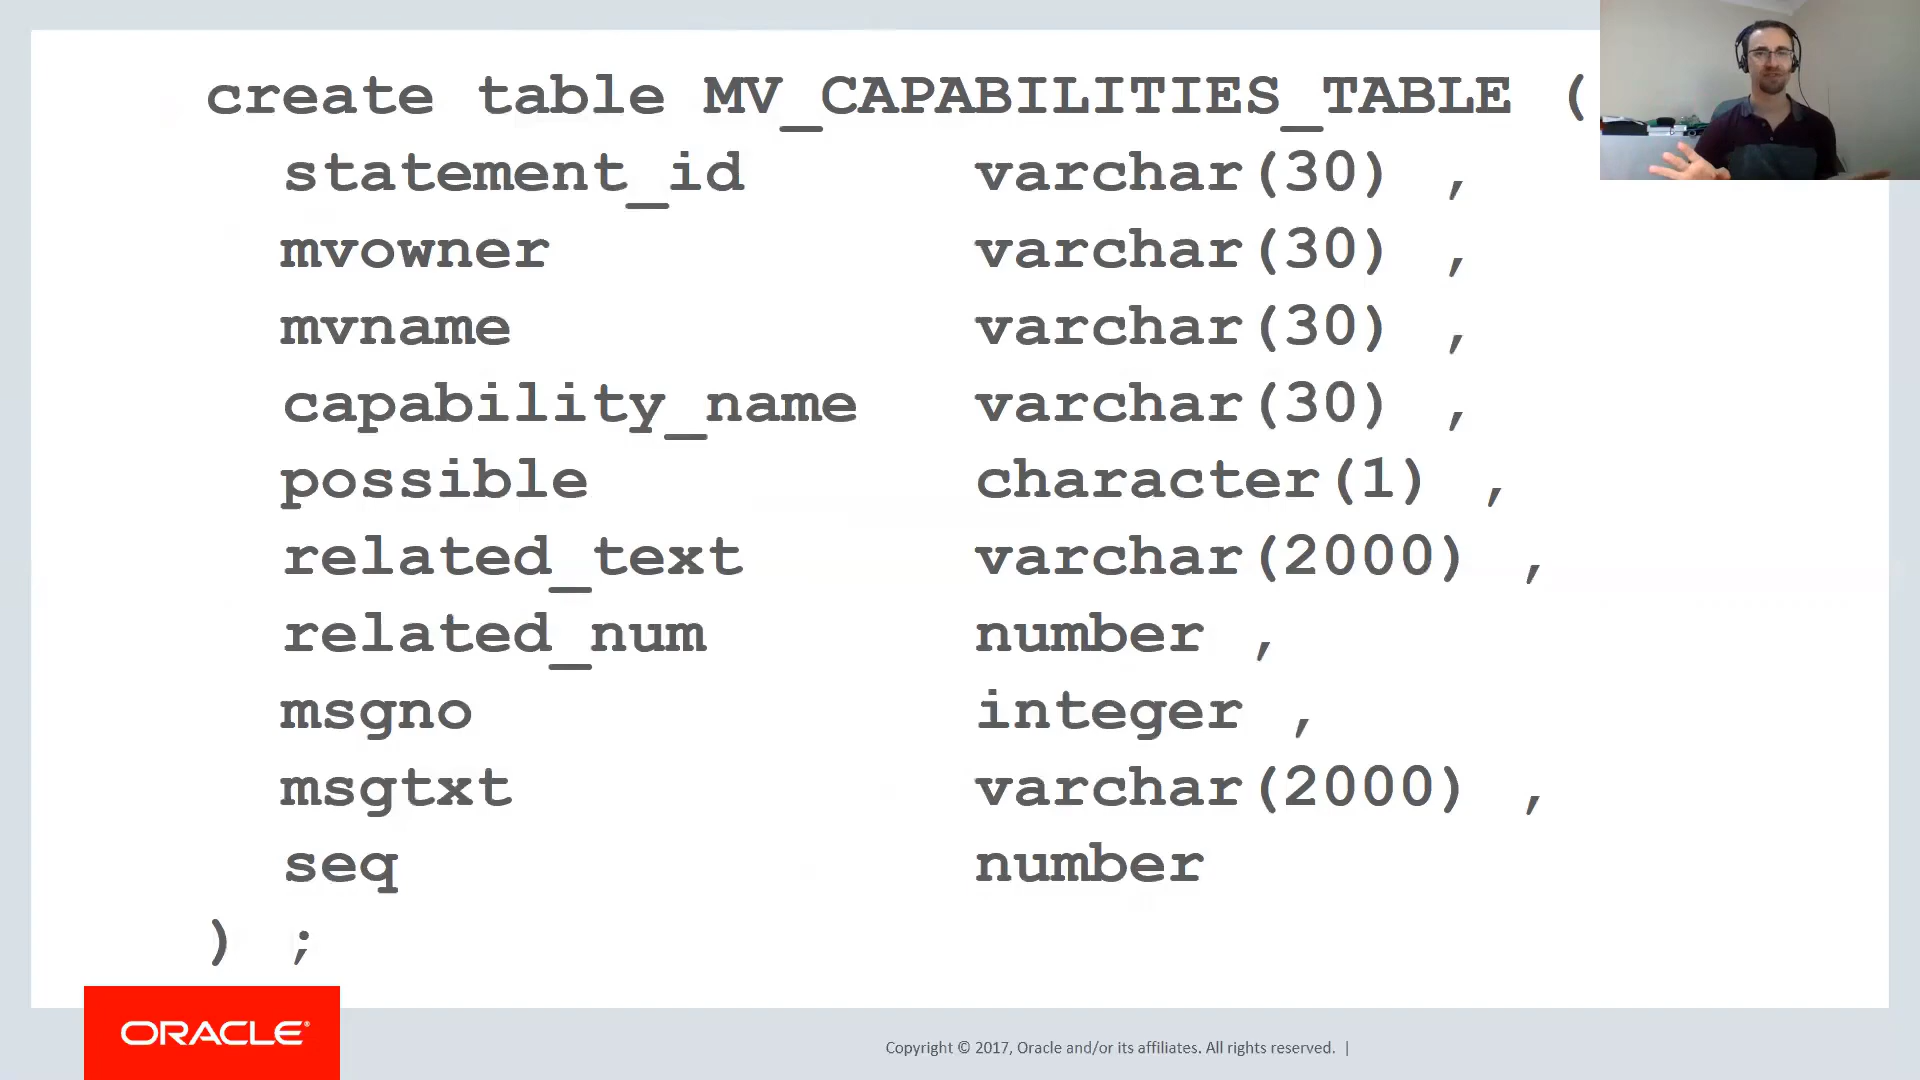 create table MV_CAPABILITIES_TABLE (
statement_id varchar(30) ,
mvowner varchar(30) ,
mvname varchar(30) ,
capability_name varchar(30) ,
possible character(1) ,
related_text varchar(2000) ,
related_num number ,
msgno integer ,
msgtxt varchar(2000) ,
seq number
) ;
ORACLE®
Copyright © 2017, Oracle and/or its affiliates. All rights reserved. |